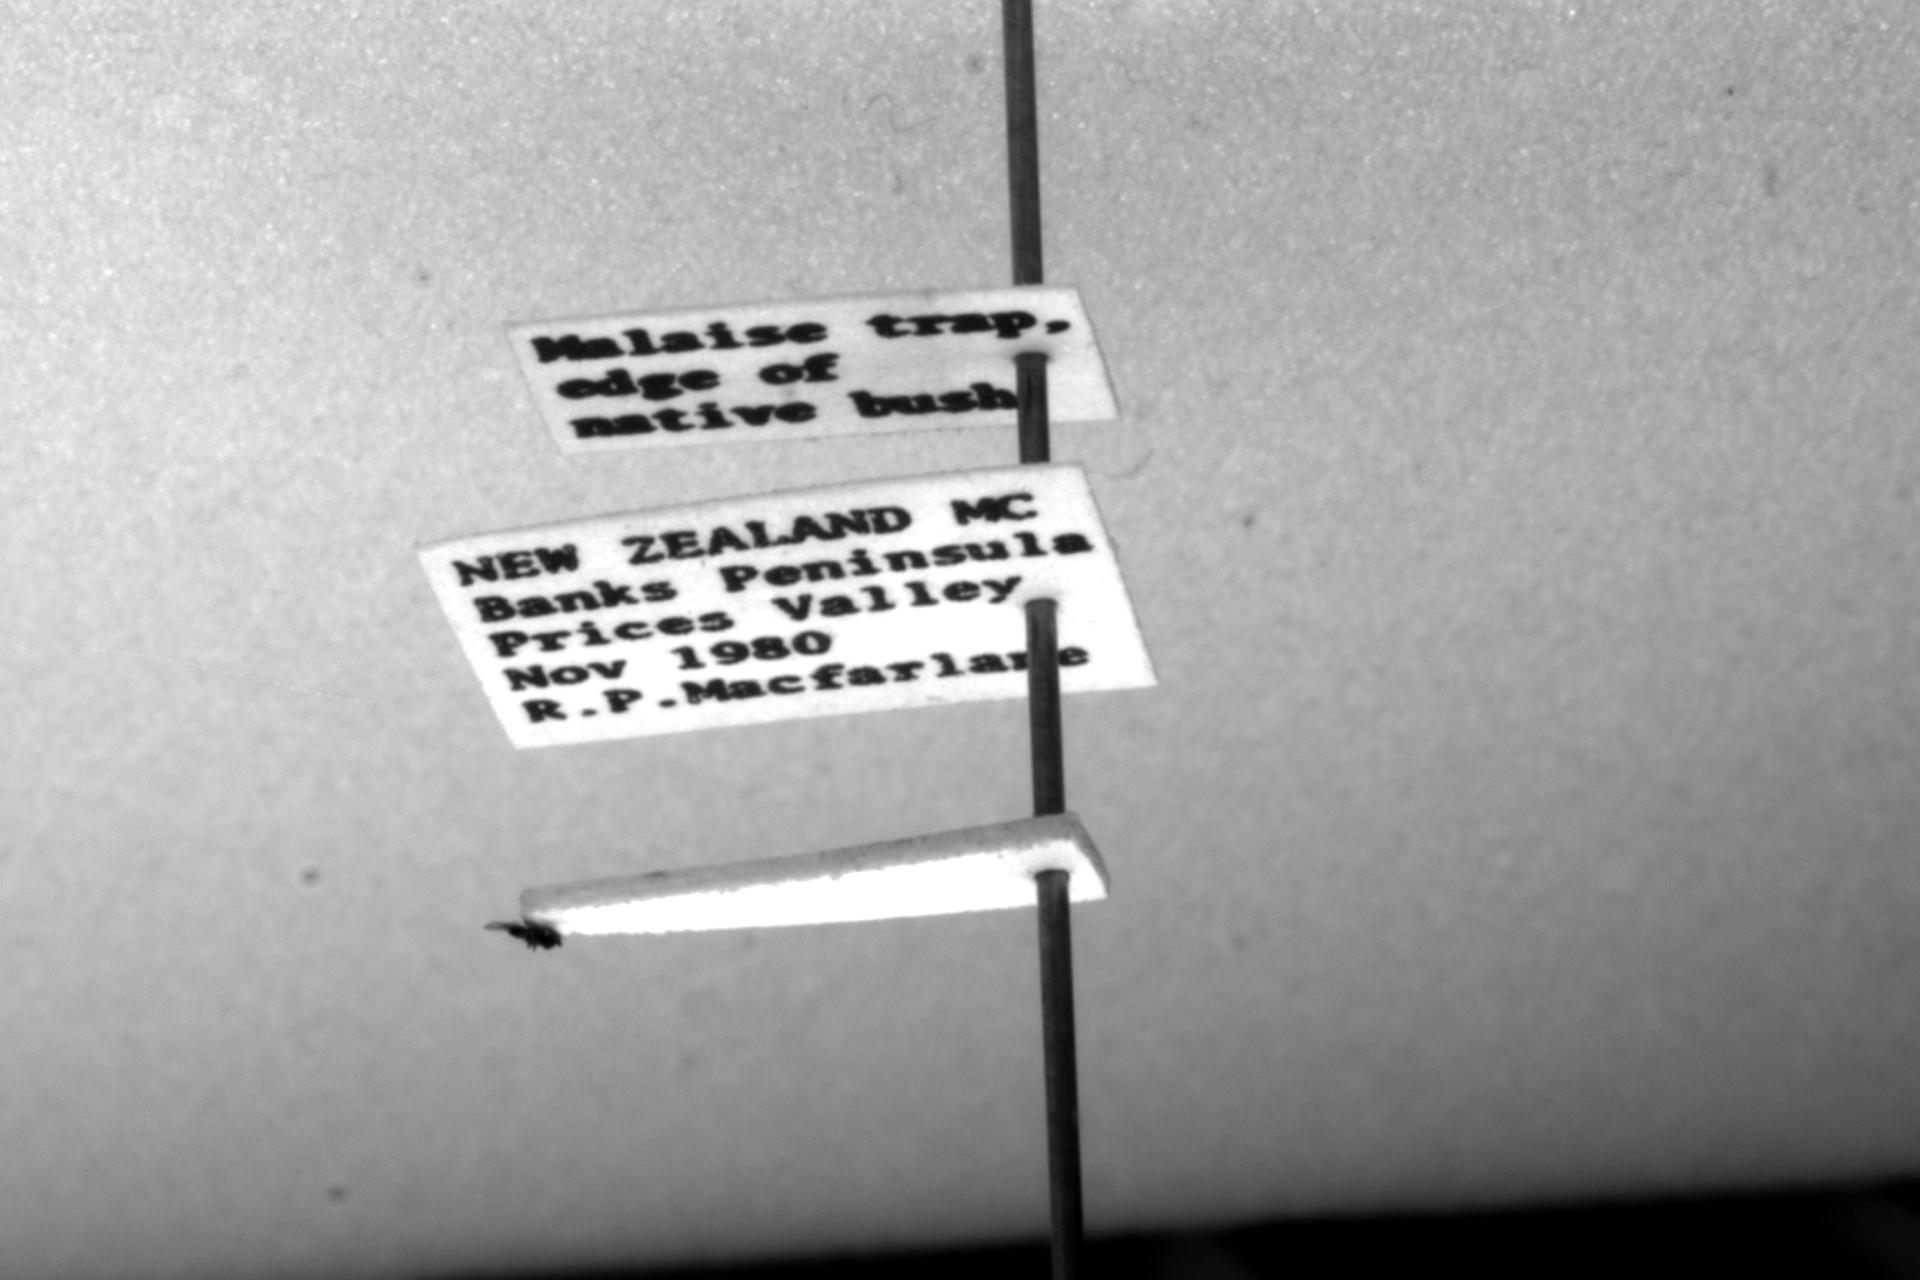 Malaise trap,
edge of
native bush
NEW ZEALAND MC
Banks Peninsula
Prices Valley
Nov 1980
R.P.Macfarlane